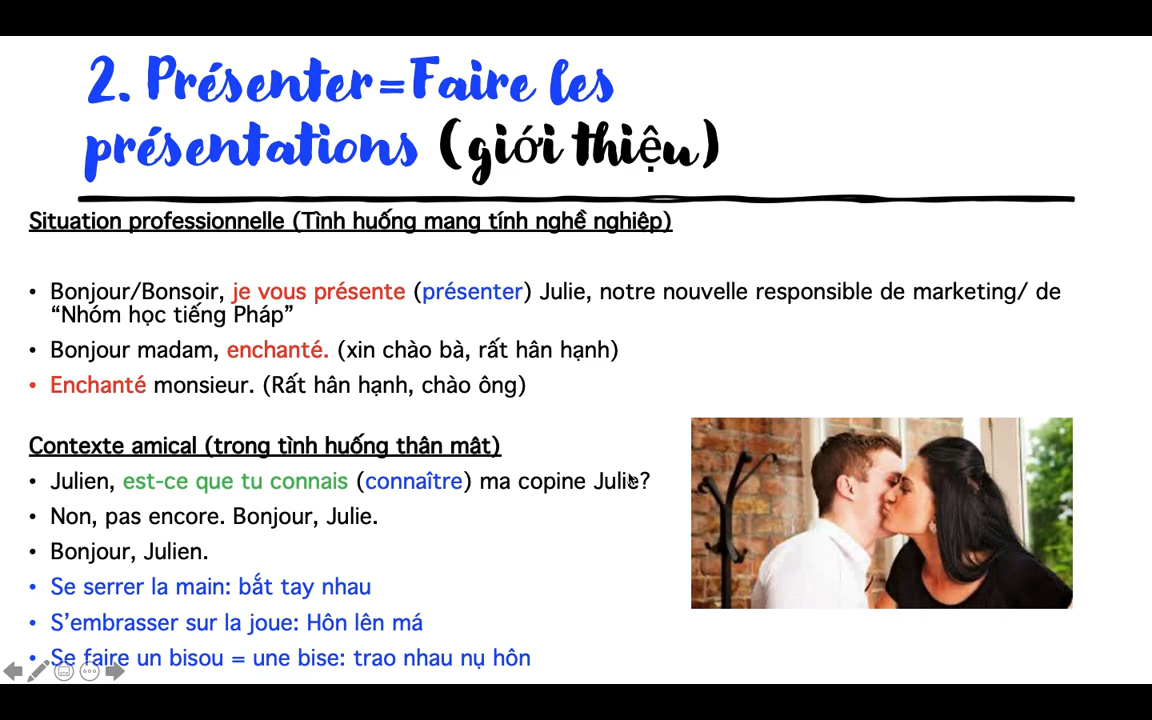 2. Présenter=Faire les
présentations (giới thiệu)
Situation professionnelle (Tình huống mang tính nghề nghiệp)
• Bonjour/Bonsoir, je vous présente (présenter) Julie, notre nouvelle responsible de marketing/ de
“Nhóm học tiếng Pháp”
• Bonjour madam, enchanté. (xin chào bà, rất hân hạnh)
• Enchanté monsieur. (Rất hân hạnh, chào ông)
Contexte amical (trong tình huống thân mật)
• Julien, est-ce que tu connais (connaître) ma copine Julie?
• Non, pas encore. Bonjour, Julie.
• Bonjour, Julien.
• Se serrer la main: bắt tay nhau
• S’embrasser sur la joue: Hôn lên má
• Se faire un bisou = une bise: trao nhau nụ hôn